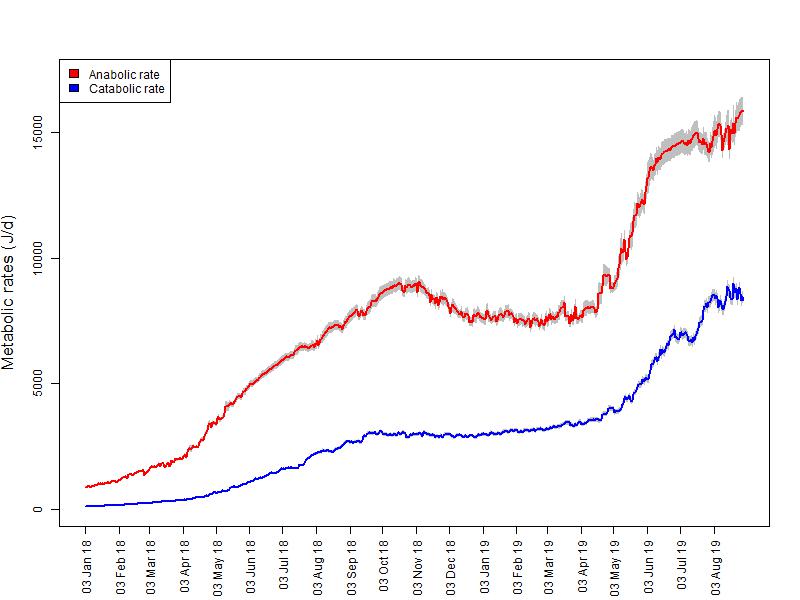 Anabolic rate
Catabolic rate
Metabolic rates (J/d)
15000
10000
5000
0
03 Jan 18
03 Feb 18
03 Mar 18
03 Apr 18
03 May 18
03 Jun 18
03 Jul 18
03 Aug 18
03 Sep 18
03 Oct 18
03 Nov 18
03 Dec 18
03 Jan 19
03 Feb 19
03 Mar 19
03 Apr 19
03 May 19
03 Jun 19
03 Jul 19
03 Aug 19